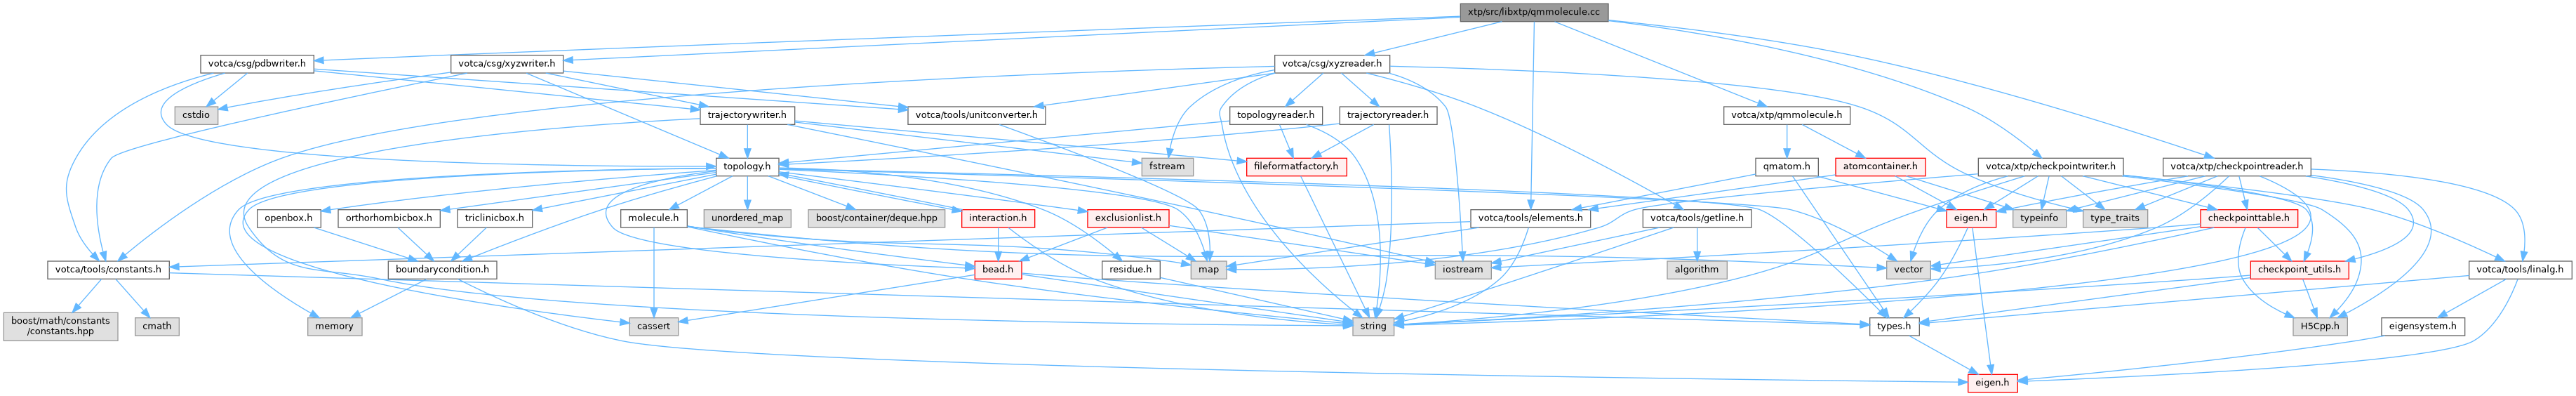 xtp/src/libxtp/qmmolecule.cc
votca/csg/pdbwriter.h
votca/csg/xyzwriter.h
votca/csg/xyzreader.h
cstdio
trajectorywriter.h
votca/tools/unitconverter.h
topologyreader.h
trajectoryreader.h
votca/xtp/qmmolecule.h
topology.h
fstream
fileformatfactory.h
qmatom.h
atomcontainer.h
votca/xtp/checkpointwriter.h
votca/xtp/checkpointreader.h
openbox.h
orthorhombicbox.h
triclinicbox.h
molecule.h
unordered_map
boost/container/deque.hpp
interaction.h
exclusionlist.h
votca/tools/elements.h
votca/tools/getline.h
eigen.h
typeinfo
type_traits
checkpointtable.h
votca/tools/constants.h
boundarycondition.h
bead.h
residue.h
map
iostream
vector
algorithm
checkpoint_utils.h
votca/tools/linalg.h
boost/math/constants
/constants.hpp
cmath
memory
cassert
string
types.h
H5Cpp.h
eigensystem.h
eigen.h